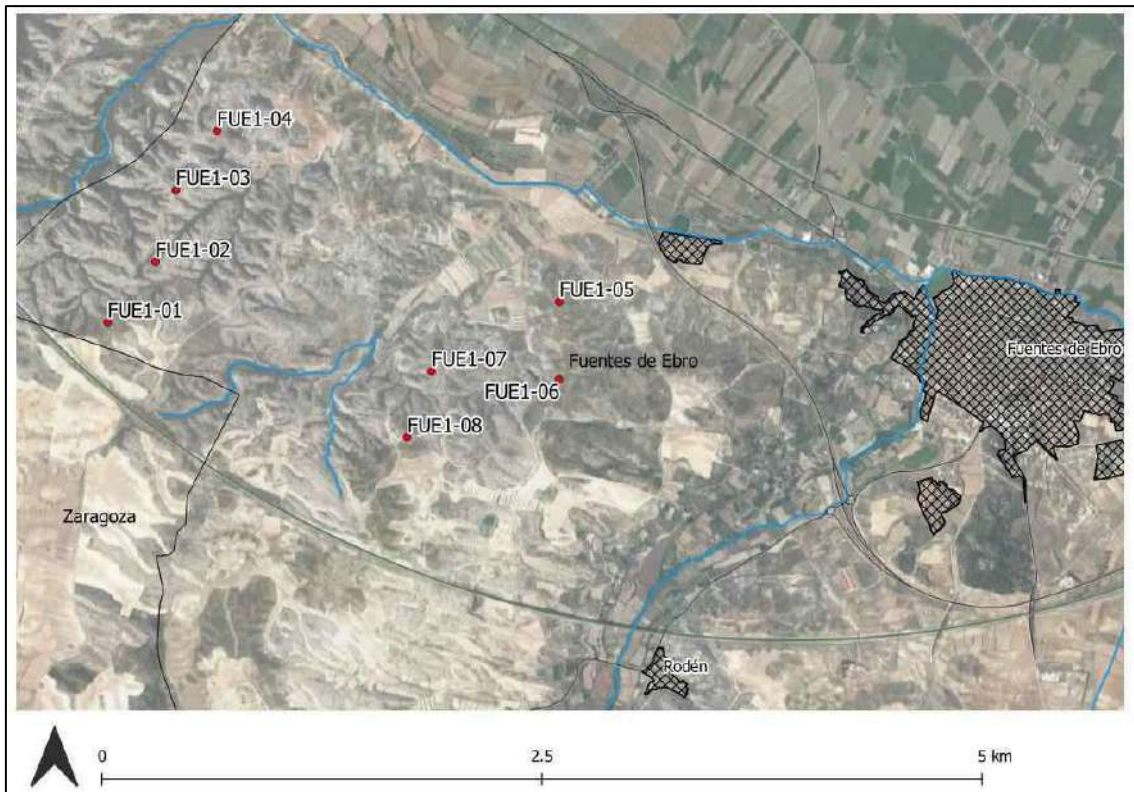 FUE1-04
FUE1-03
FUE1-02
FUE1-01
FUE1-05
FUE1-07
Fuentes de Ebro
FUE1-06
Fuentes de Ebro
FUE1-08
Zaragoza
Rodén
0
2.5
5 km